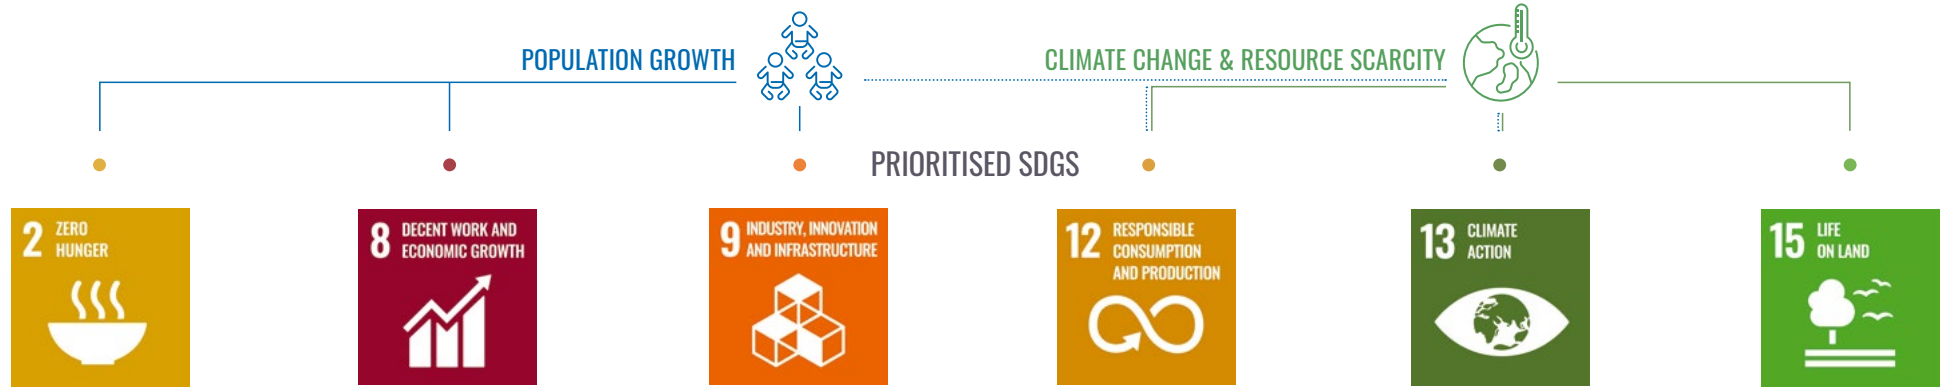 POPULATION GROWTH
CLIMATE CHANGE & RESOURCE SCARCITY
PRIORITISED SDGS
2 ZERO
HUNGER
8 DECENT WORK AND
ECONOMIC GROWTH
9 INDUSTRY, INNOVATION
AND INFRASTRUCTURE
12 RESPONSIBLE
CONSUMPTION
AND PRODUCTION
13 CLIMATE
ACTION
15 LIFE
ON LAND